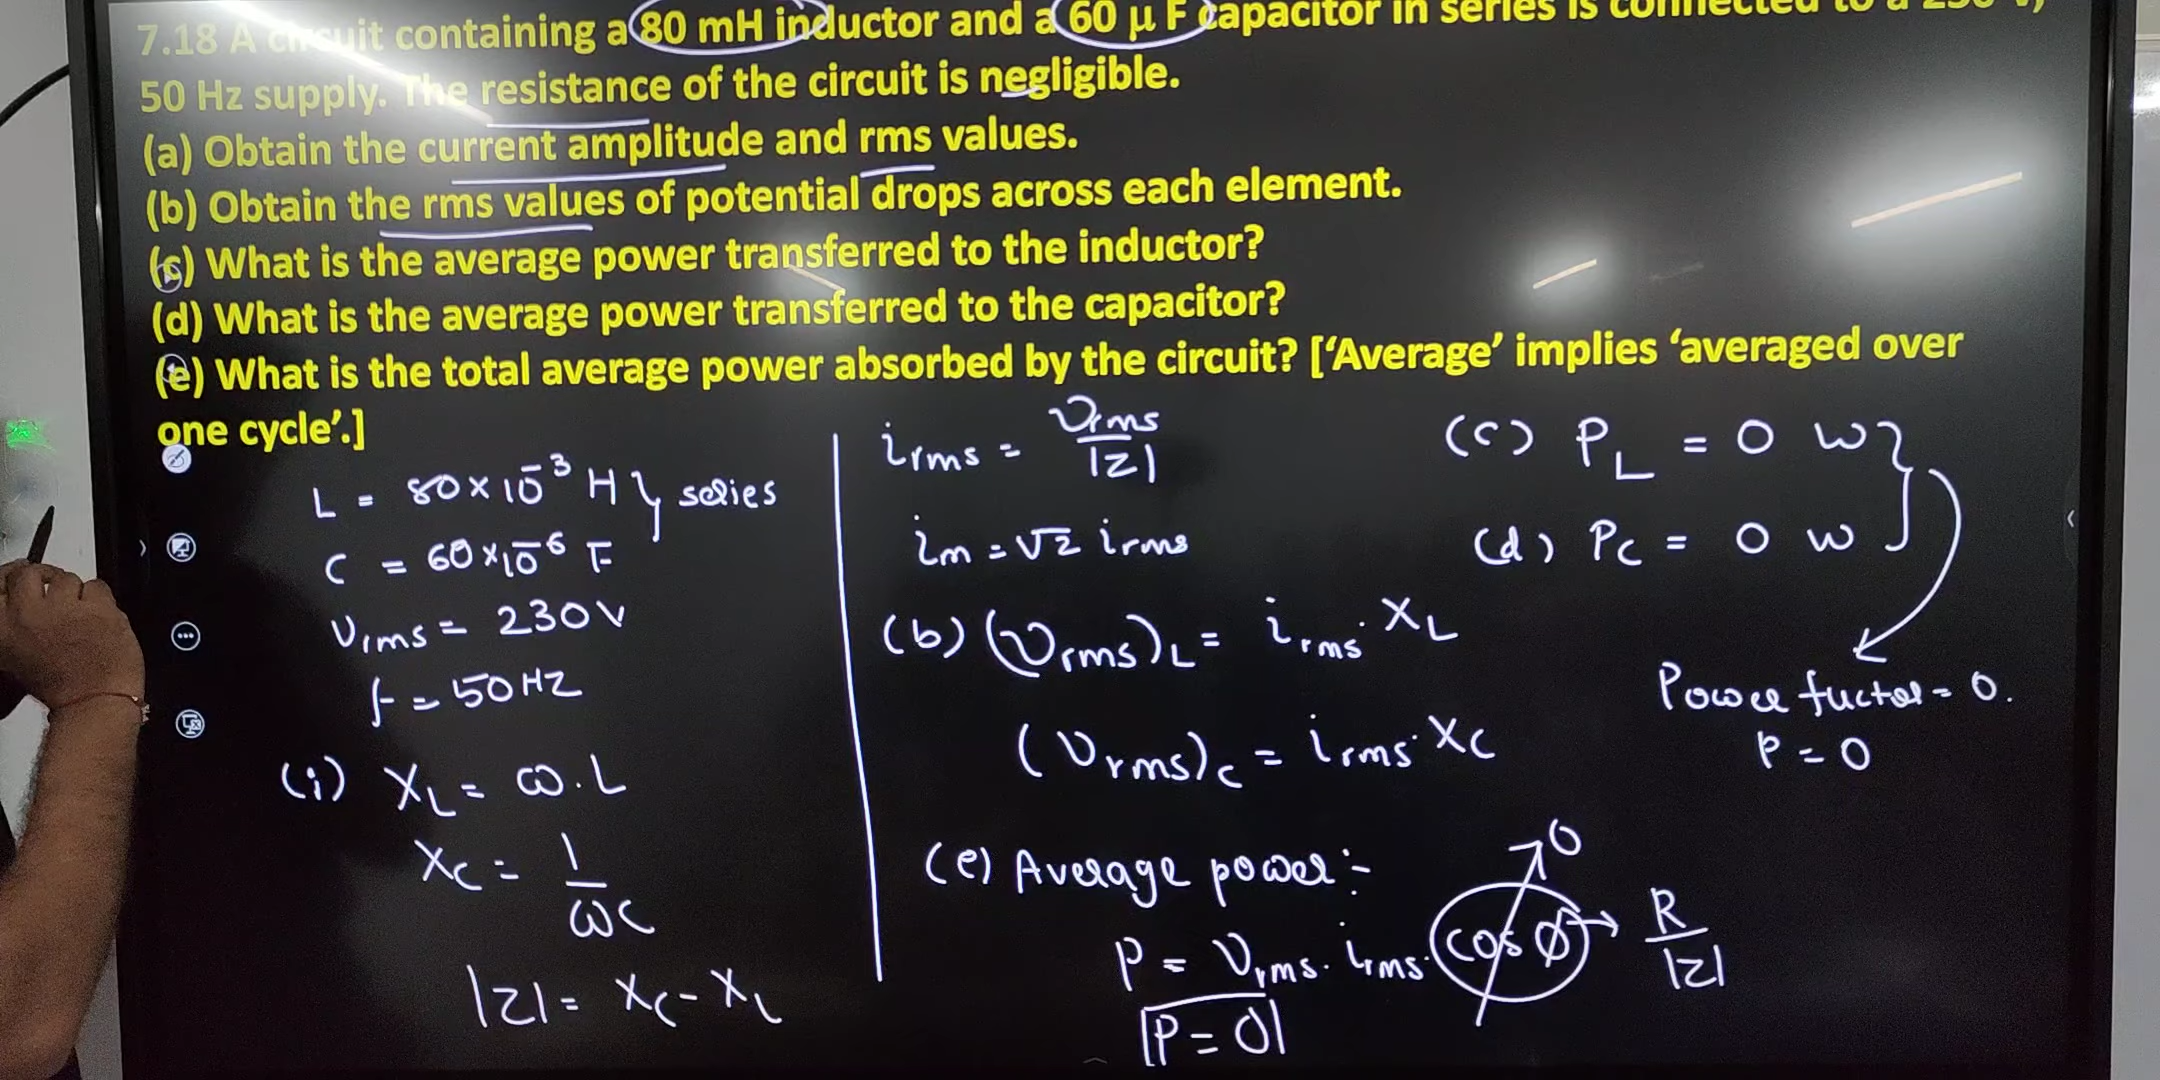 7.18 A circuit containing a 80 mH inductor and a 60 μ F capacitor in series is connected to a 230 V,
50 Hz supply. The resistance of the circuit is negligible.
(a) Obtain the current amplitude and rms values.
(b) Obtain the rms values of potential drops across each element.
(c) What is the average power transferred to the inductor?
(d) What is the average power transferred to the capacitor?
(e) What is the total average power absorbed by the circuit? [‘Average’ implies ‘averaged over
one cycle’.]
L = 80 × 10⁻³ H } series
C = 60 × 10⁻⁶ F
Vrms = 230 V
f = 50 Hz
(i) XL = ω . L
XC = 1/ωC
|Z| = XC - XL
irms = Vrms/|Z|
im = √2 irms
(b) (Vrms)L = irms . XL
(Vrms)C = irms . XC
(e) Average power :-
P = Vrms . irms . cos φ → R/|Z|
0
P = 0
(c) PL = 0 W }
(d) PC = 0 W
Power factor = 0.
P = 0